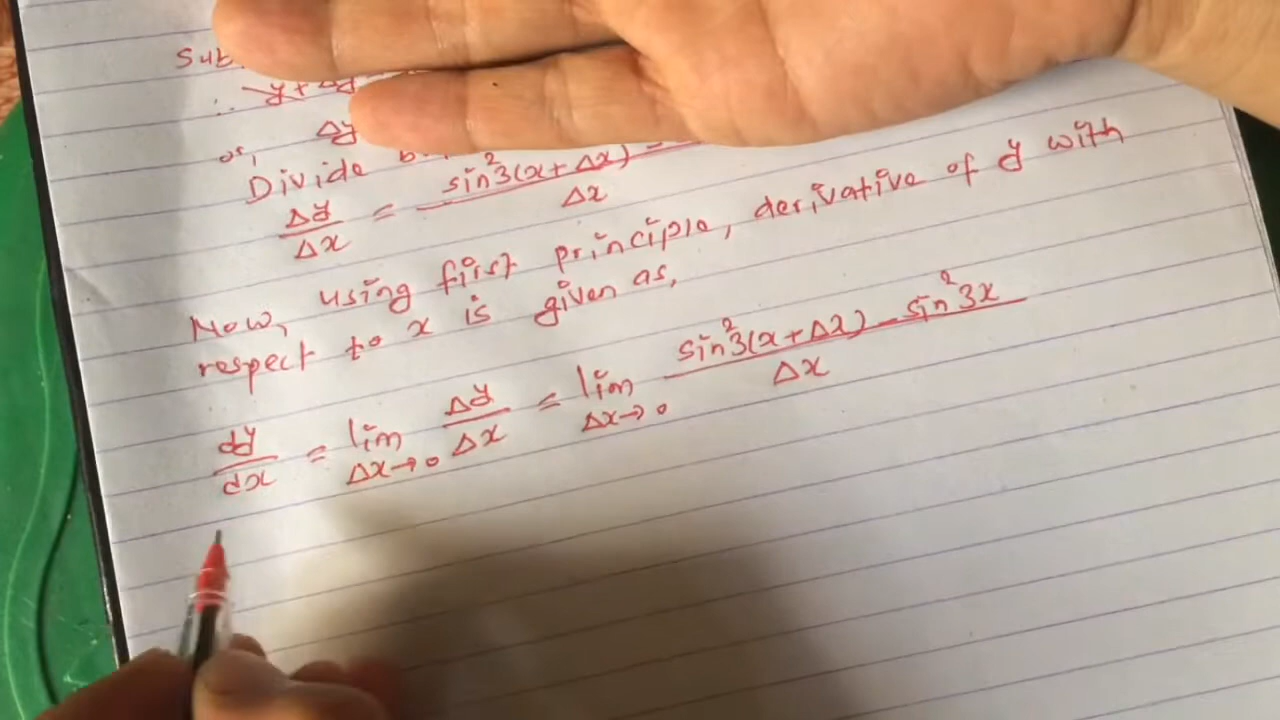 Sub
∴ y + Δy
or, Δy
Divide
Δy/Δx = sin²3(x + Δx) - / Δx
Now, using first principle, derivative of y with
respect to x is given as,
dy/dx = lim Δx→0 Δy/Δx = lim Δx→0 sin²3(x + Δx) - sin²3x / Δx